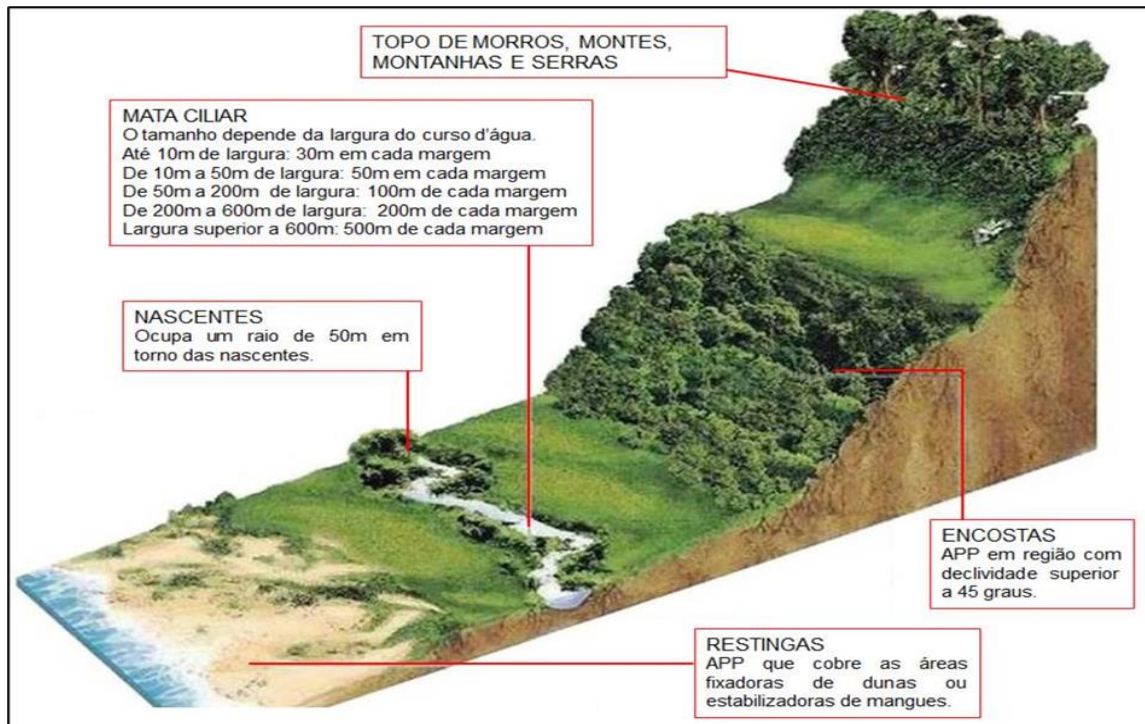 TOPO DE MORROS, MONTES,
MONTANHAS E SERRAS
MATA CILIAR
O tamanho depende da largura do curso d'água.
Até 10m de largura: 30m em cada margem
De 10m a 50m de largura: 50m em cada margem
De 50m a 200m de largura: 100m de cada margem
De 200m a 600m de largura: 200m de cada margem
Largura superior a 600m: 500m de cada margem
NASCENTES
Ocupa um raio de 50m em
torno das nascentes.
ENCOSTAS
APP em região com
declividade superior
a 45 graus.
RESTINGAS
APP que cobre as áreas
fixadoras de dunas ou
estabilizadoras de mangues.